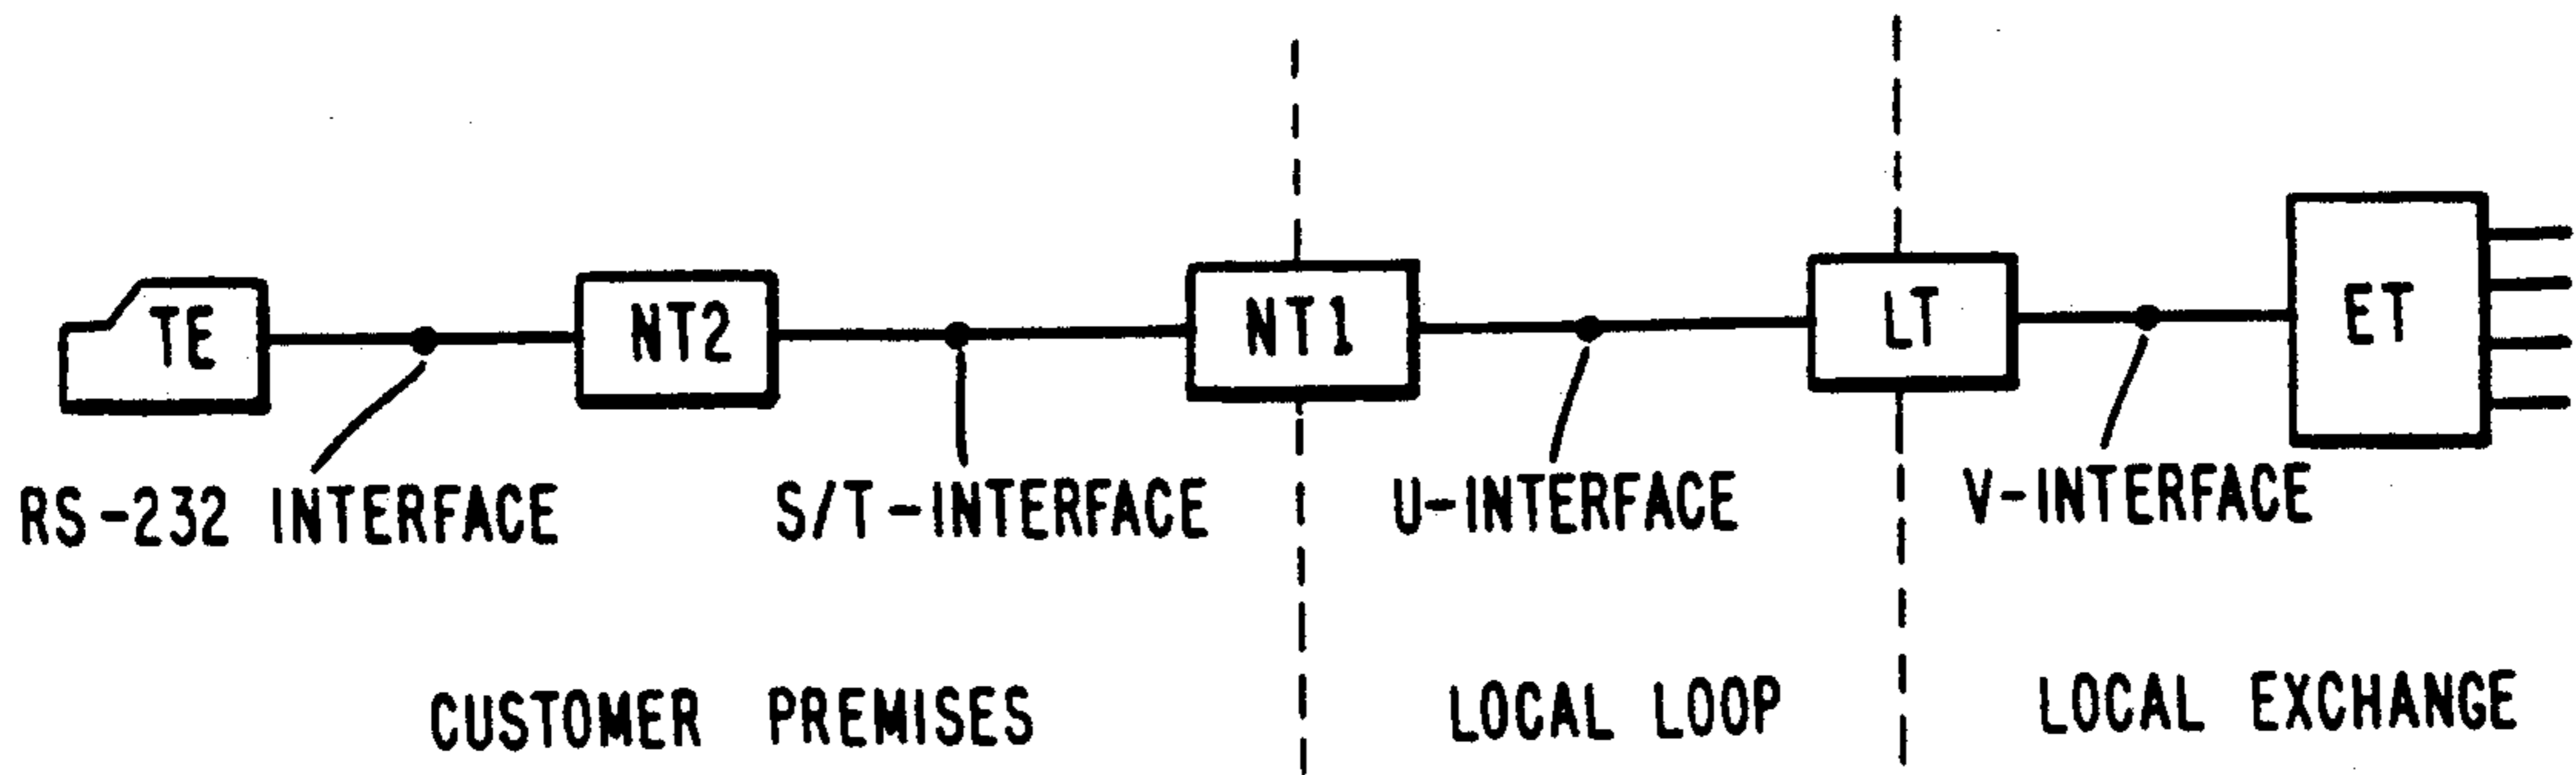 TE
NT2
NT1
LT
ET
RS-232 INTERFACE
S/T-INTERFACE
U-INTERFACE
V-INTERFACE
CUSTOMER PREMISES
LOCAL LOOP
LOCAL EXCHANGE